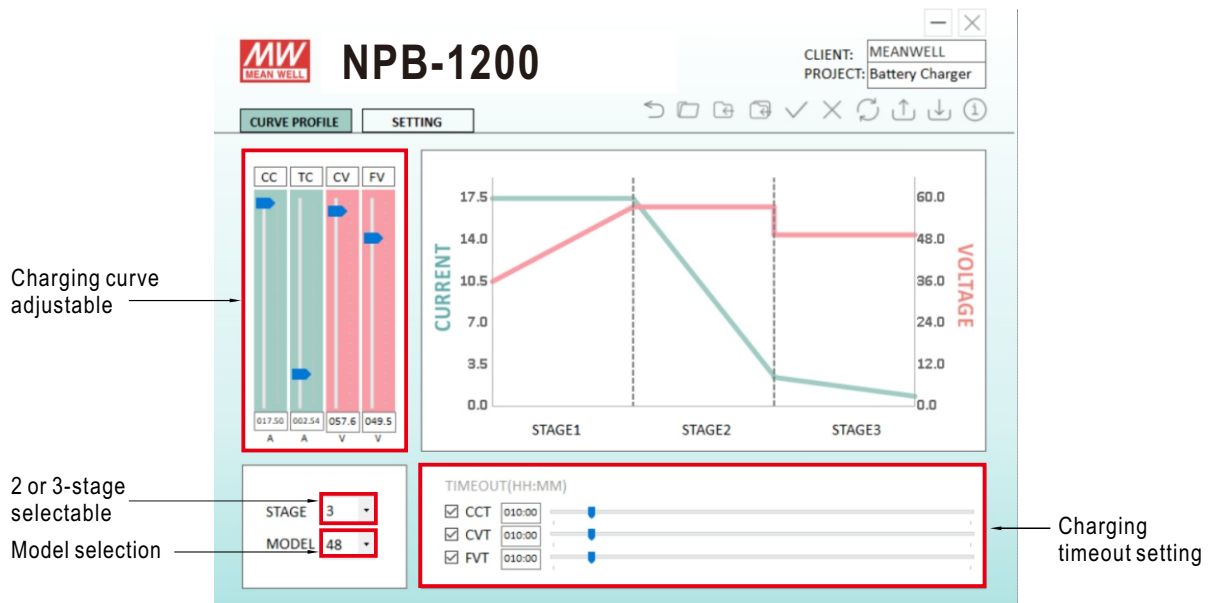 MW
MEAN WELL
NPB-1200
CLIENT: MEANWELL
PROJECT: Battery Charger
CURVE PROFILE
SETTING
CC TC CV FV
017.50 002.54 057.6 049.5
A A V V
Charging curve
adjustable
CURRENT
17.5
14.0
10.5
7.0
3.5
0.0
60.0
48.0
36.0
24.0
12.0
0.0
VOLTAGE
STAGE1 STAGE2 STAGE3
2 or 3-stage
selectable
Model selection
STAGE 3
MODEL 48
TIMEOUT(HH:MM)
CCT 010:00
CVT 010:00
FVT 010:00
Charging
timeout setting